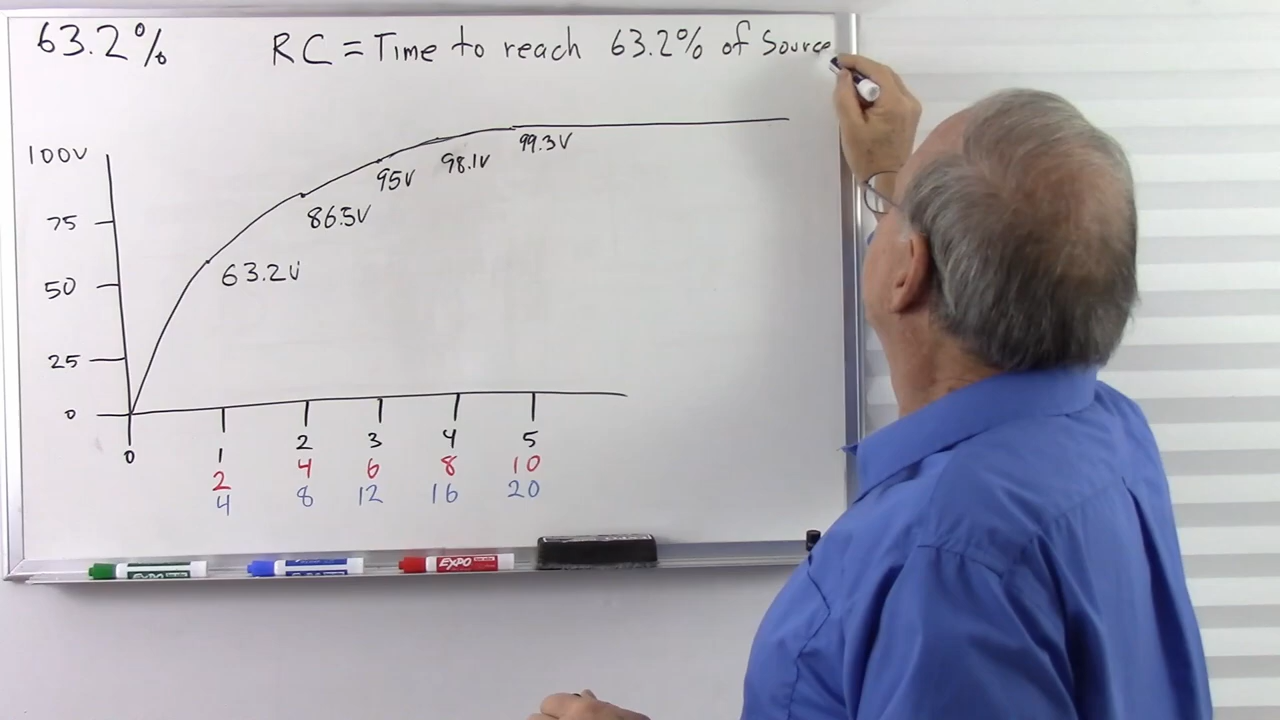 63.2% RC = Time to reach 63.2% of Source
100V
75
50
25
0
63.2V
86.5V
95V
98.1V
99.3V
0 1 2 3 4 5
2 4 6 8 10
4 8 12 16 20
EXPO
EXPO